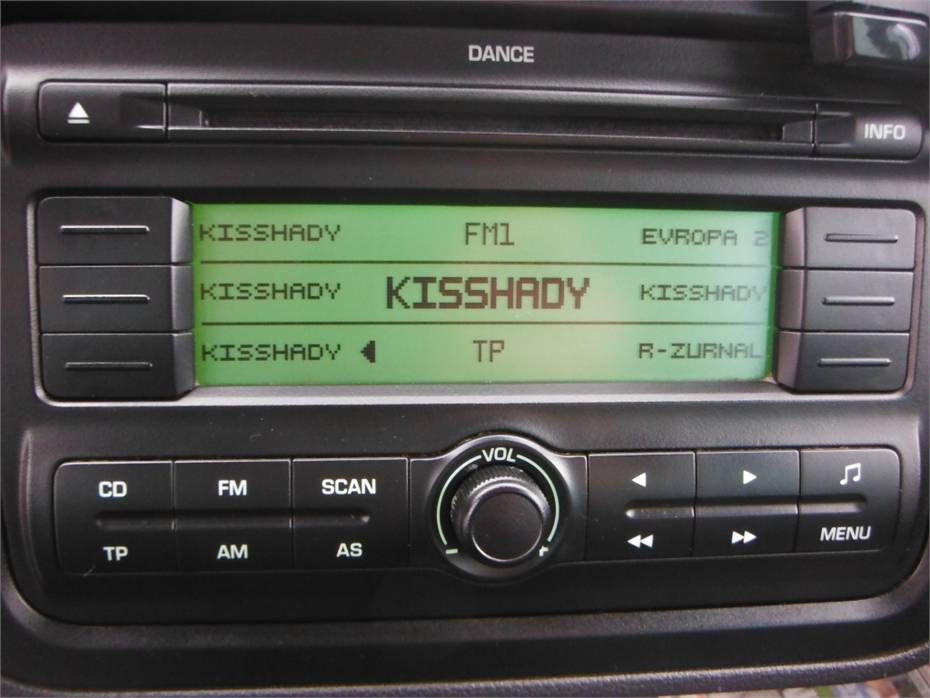 DANCE
INFO
KISSHADY FM1 EVROPA 2
KISSHADY KISSHADY KISSHADY
KISSHADY TP R-ZURNAL
VOL
CD FM SCAN
TP AM AS
- +
MENU